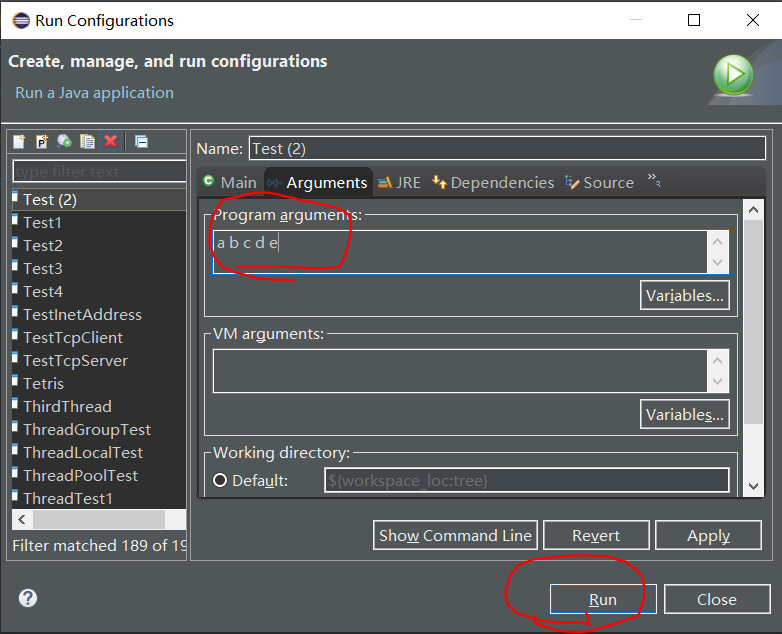 Run Configurations
Create, manage, and run configurations
Run a Java application
type filter text
Test (2)
Test1
Test2
Test3
Test4
TestInetAddress
TestTcpClient
TestTcpServer
Tetris
ThirdThread
ThreadGroupTest
ThreadLocalTest
ThreadPoolTest
ThreadTest1
Filter matched 189 of 19
Name: Test (2)
Main (x)= Arguments JRE Dependencies Source »₃
Program arguments:
a b c d e
Variables...
VM arguments:
Variables...
Working directory:
Default: ${workspace_loc:tree}
Show Command Line Revert Apply
? Run Close